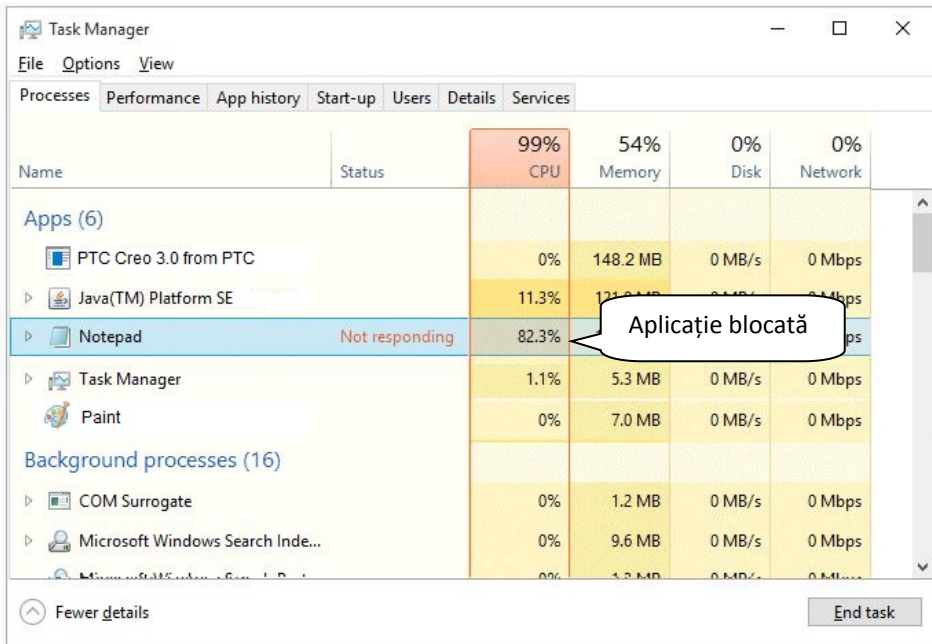 Task Manager
File Options View
Processes Performance App history Start-up Users Details Services
99% 54% 0% 0%
Name Status CPU Memory Disk Network
Apps (6)
PTC Creo 3.0 from PTC 0% 148.2 MB 0 MB/s 0 Mbps
Java(TM) Platform SE 11.3%
Notepad Not responding 82.3% Aplicație blocată
Task Manager 1.1% 5.3 MB 0 MB/s 0 Mbps
Paint 0% 7.0 MB 0 MB/s 0 Mbps
Background processes (16)
COM Surrogate 0% 1.2 MB 0 MB/s 0 Mbps
Microsoft Windows Search Inde... 0% 9.6 MB 0 MB/s 0 Mbps
Fewer details End task